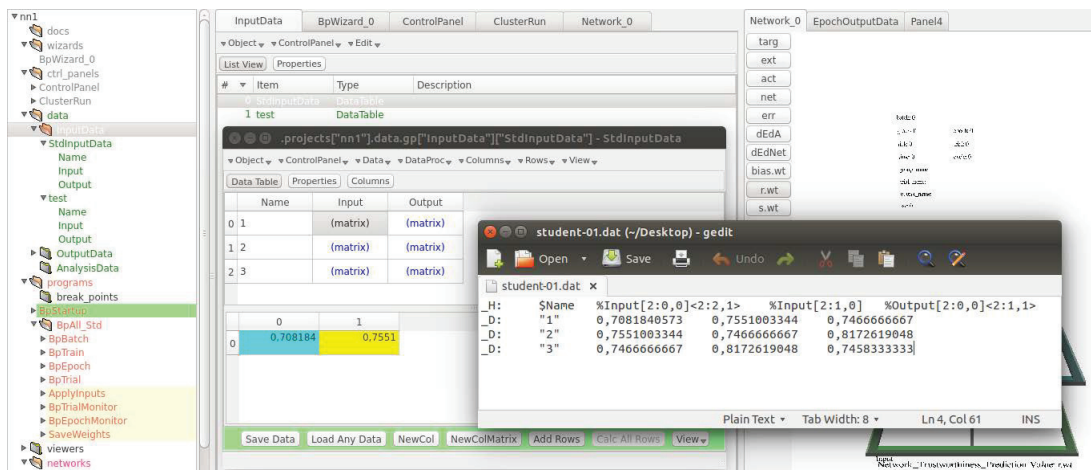 nn1
docs
wizards
BpWizard_0
ctrl_panels
ControlPanel
ClusterRun
data
InputData
StdInputData
Name
Input
Output
test
Name
Input
Output
OutputData
AnalysisData
programs
break_points
BpStartup
BpAll_Std
BpBatch
BpTrain
BpEpoch
BpTrial
ApplyInputs
BpTrialMonitor
BpEpochMonitor
SaveWeights
viewers
networks
InputData BpWizard_0 ControlPanel ClusterRun Network_0
Object ControlPanel Edit
List View Properties
# Item Type Description
0 StdInputData DataTable
1 test DataTable
.projects["nn1"].data.gp["InputData"]["StdInputData"] - StdInputData
Object ControlPanel Data DataProc Columns Rows View
Data Table Properties Columns
Name Input Output
0 1 (matrix) (matrix)
1 2 (matrix) (matrix)
2 3 (matrix) (matrix)
0 1
0 0,708184 0,7551
Save Data Load Any Data NewCol NewColMatrix Add Rows Calc All Rows View
Network_0 EpochOutputData Panel4
targ
ext
act
net
err
dEdA
dEdNet
bias.wt
r.wt
s.wt
student-01.dat (~/Desktop) - gedit
Open Save Undo
student-01.dat ×
_H: $Name %Input[2:0,0]<2:2,1> %Input[2:1,0] %Output[2:0,0]<2:1,1>
_D: "1" 0,7081840573 0,7551003344 0,7466666667
_D: "2" 0,7551003344 0,7466666667 0,8172619048
_D: "3" 0,7466666667 0,8172619048 0,7458333333
Plain Text Tab Width: 8 Ln 4, Col 61 INS
Input
Network_1_Trustworthiness_Prediction_Value r.wt